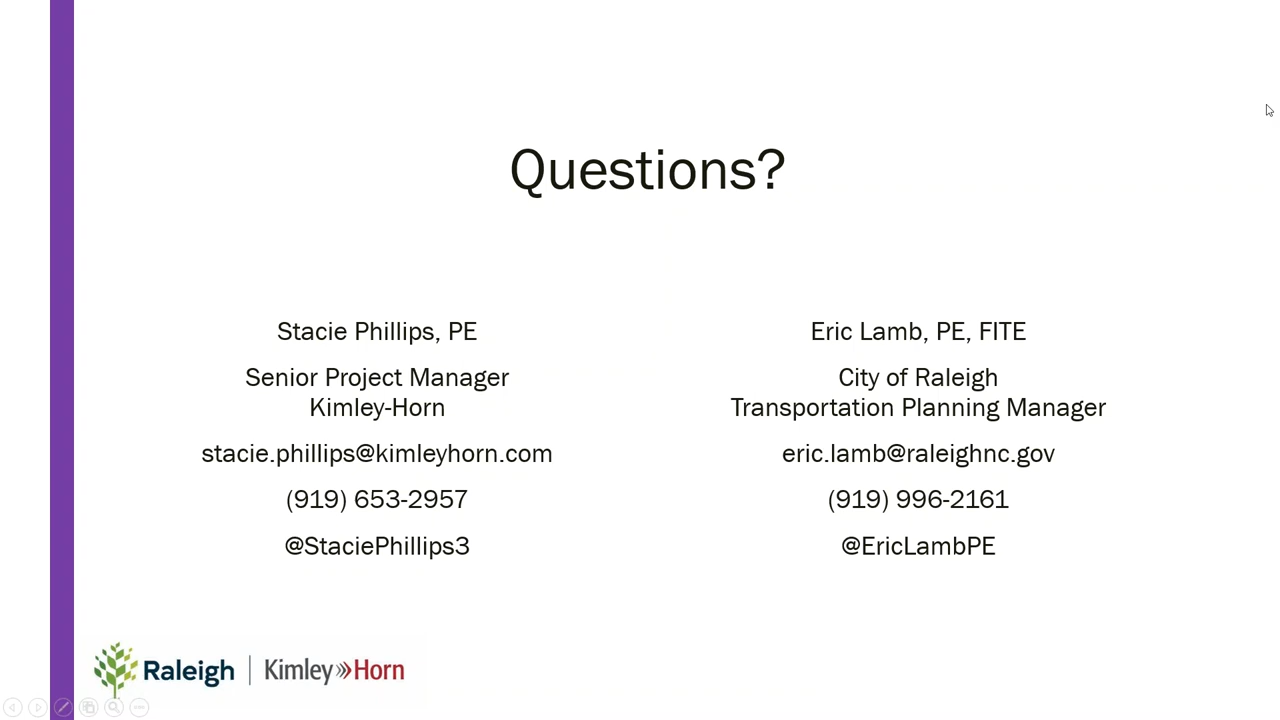 Questions?
Stacie Phillips, PE
Senior Project Manager
Kimley-Horn
stacie.phillips@kimleyhorn.com
(919) 653-2957
@StaciePhillips3
Eric Lamb, PE, FITE
City of Raleigh
Transportation Planning Manager
eric.lamb@raleighnc.gov
(919) 996-2161
@EricLambPE
Raleigh | Kimley»Horn